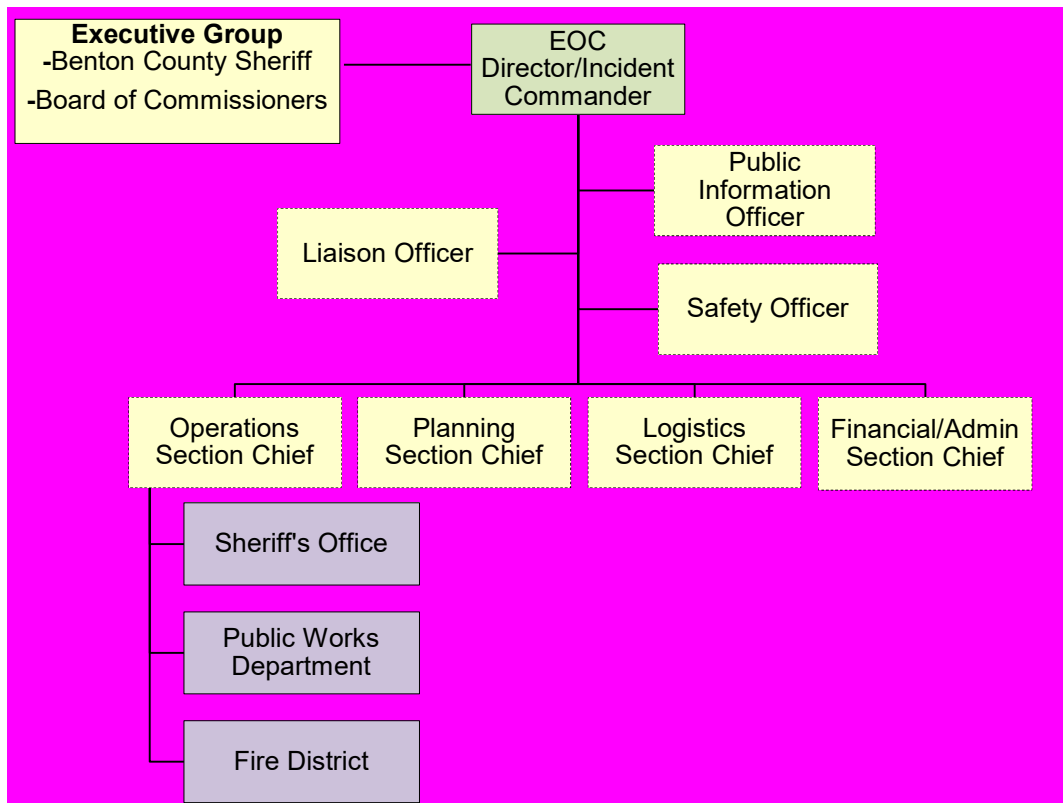 Executive Group
-Benton County Sheriff
-Board of Commissioners
EOC
Director/Incident
Commander
Public
Information
Officer
Liaison Officer
Safety Officer
Operations
Section Chief
Planning
Section Chief
Logistics
Section Chief
Financial/Admin
Section Chief
Sheriff's Office
Public Works
Department
Fire District